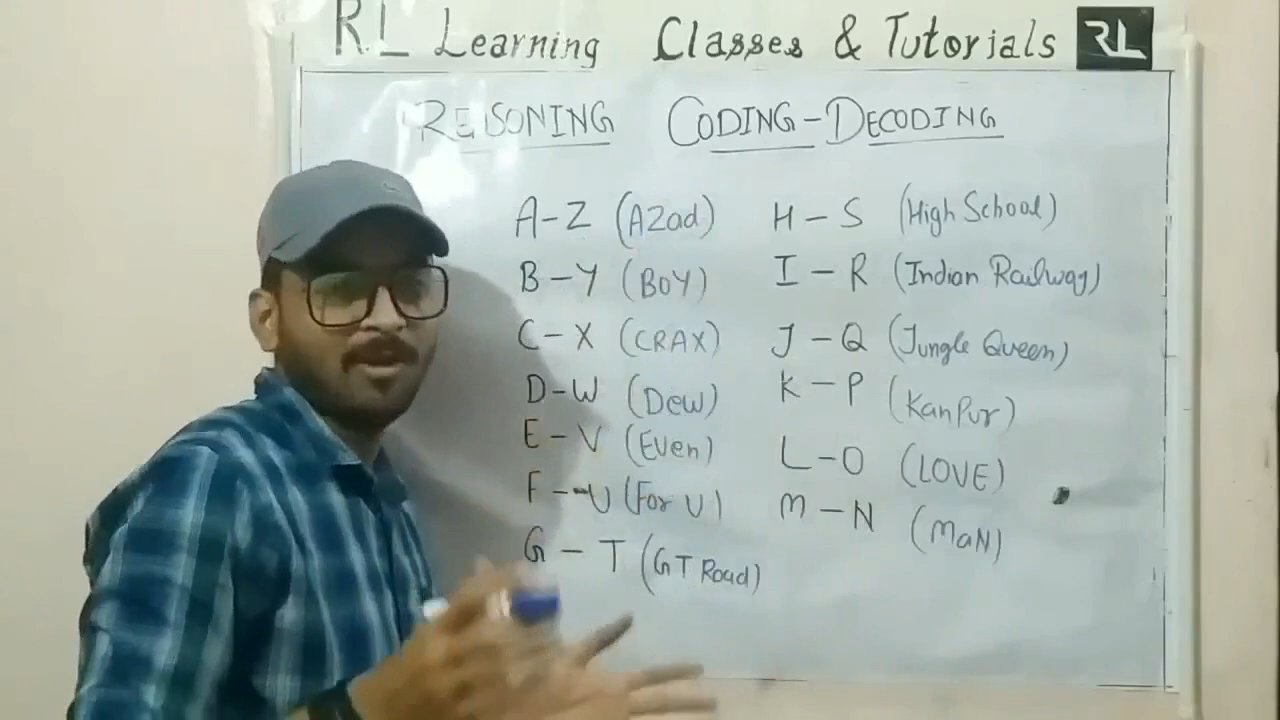 RL Learning Classes & Tutorials RL
REASONING CODING-DECODING
A-Z (AZad)
B-Y (BOY)
C-X (CRAX)
D-W (Dew)
E-V (Even)
F-U (For U)
G-T (GT Road)
H-S (High School)
I-R (Indian Railway)
J-Q (Jungle Queen)
K-P (KanPur)
L-O (LOVE)
M-N (MaN)